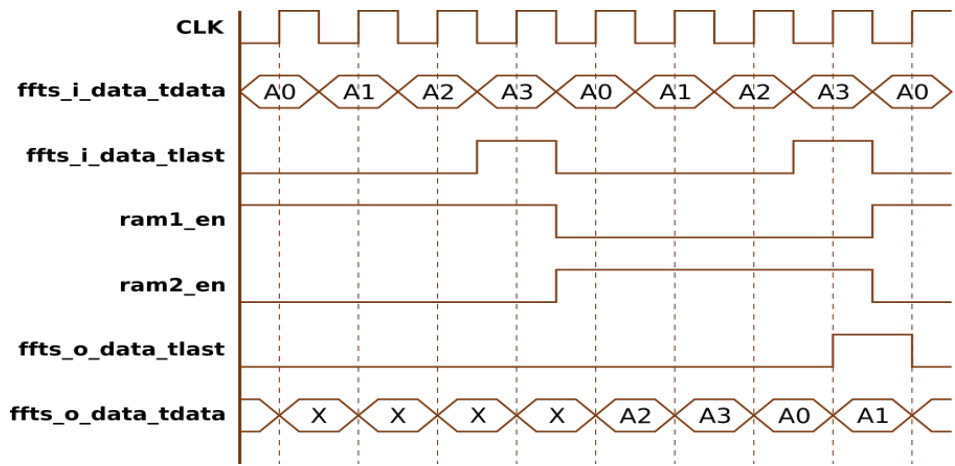 CLK
ffts_i_data_tdata A0 A1 A2 A3 A0 A1 A2 A3 A0
ffts_i_data_tlast
ram1_en
ram2_en
ffts_o_data_tlast
ffts_o_data_tdata X X X X A2 A3 A0 A1